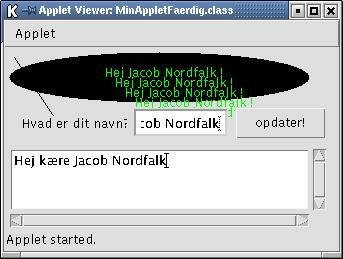 Applet Viewer: MinAppletFaerdig.class
Applet
Hej Jacob Nordfalk!
Hej Jacob Nordfalk!
Hej Jacob Nordfalk!
Hej Jacob Nordfalk!
Hvad er dit navn? cob Nordfalk opdater!
Hej kære Jacob Nordfalk
Applet started.